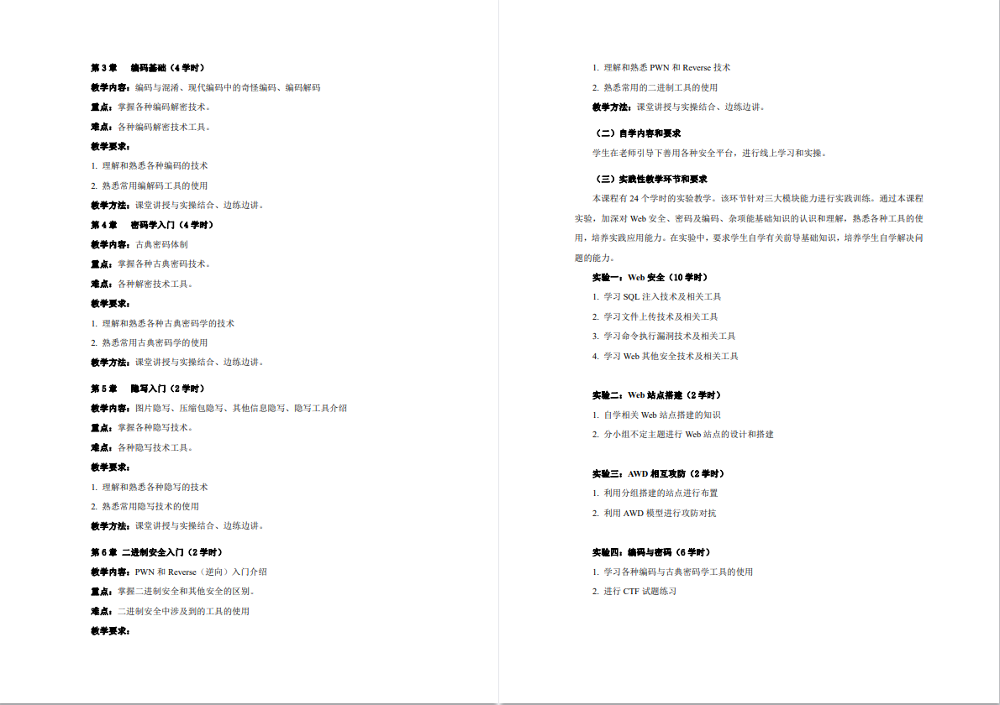 第 3 章 编码基础（4 学时）
教学内容：编码与混淆、现代编码中的奇怪编码、编码解码
重点：掌握各种编码解密技术。
难点：各种编码解密技术工具。
教学要求：
1. 理解和熟悉各种编码的技术
2. 熟悉常用编解码工具的使用
教学方法：课堂讲授与实操结合、边练边讲。
第 4 章 密码学入门（4 学时）
教学内容：古典密码体制
重点：掌握各种古典密码技术。
难点：各种解密技术工具。
教学要求：
1. 理解和熟悉各种古典密码学的技术
2. 熟悉常用古典密码学的使用
教学方法：课堂讲授与实操结合、边练边讲。
第 5 章 隐写入门（2 学时）
教学内容：图片隐写、压缩包隐写、其他信息隐写、隐写工具介绍
重点：掌握各种隐写技术。
难点：各种隐写技术工具。
教学要求：
1. 理解和熟悉各种隐写的技术
2. 熟悉常用隐写技术的使用
教学方法：课堂讲授与实操结合、边练边讲。
第 6 章 二进制安全入门（2 学时）
教学内容：PWN 和 Reverse（逆向）入门介绍
重点：掌握二进制安全和其他安全的区别。
难点：二进制安全中涉及到的工具的使用
教学要求：
1. 理解和熟悉 PWN 和 Reverse 技术
2. 熟悉常用的二进制工具的使用
教学方法：课堂讲授与实操结合、边练边讲。
（二）自学内容和要求
学生在老师引导下善用各种安全平台，进行线上学习和实操。
（三）实践性教学环节和要求
本课程有 24 个学时的实验教学。该环节针对三大模块能力进行实践训练。通过本课程
实验，加深对 Web 安全、密码及编码、杂项能基础知识的认识和理解，熟悉各种工具的使
用，培养实践应用能力。在实验中，要求学生自学有关前导基础知识，培养学生自学解决问
题的能力。
实验一：Web 安全（10 学时）
1. 学习 SQL 注入技术及相关工具
2. 学习文件上传技术及相关工具
3. 学习命令执行漏洞技术及相关工具
4. 学习 Web 其他安全技术及相关工具
实验二：Web 站点搭建（2 学时）
1. 自学相关 Web 站点搭建的知识
2. 分小组不定主题进行 Web 站点的设计和搭建
实验三：AWD 相互攻防（2 学时）
1. 利用分组搭建的站点进行布置
2. 利用 AWD 模型进行攻防对抗
实验四：编码与密码（6 学时）
1. 学习各种编码与古典密码学工具的使用
2. 进行 CTF 试题练习